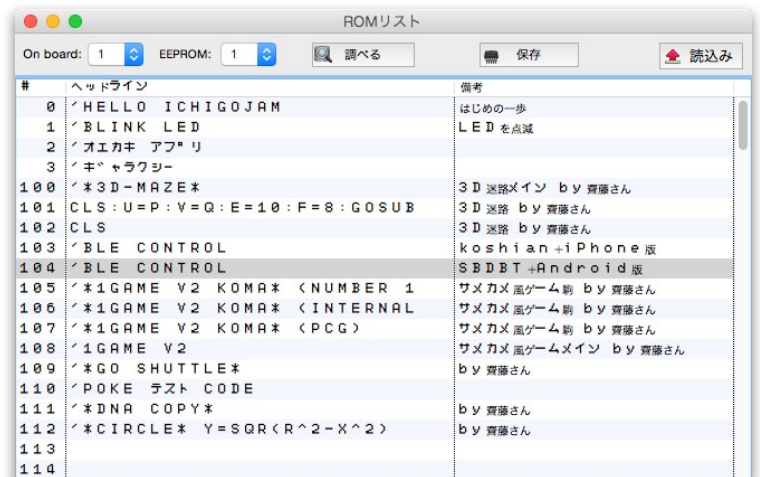 ROMリスト
On board: 1 EEPROM: 1 調べる 保存 読込み
# ヘッドライン 備考
0 'HELLO ICHIGOJAM はじめの一歩
1 'BLINK LED LEDを点滅
2 'オエカキ アプリ
3 'ギャラクシー
100 '*3D-MAZE* 3D迷路メイン by 齋藤さん
101 CLS:U=P:V=Q:E=10:F=8:GOSUB 3D迷路 by 齋藤さん
102 CLS 3D迷路 by 齋藤さん
103 'BLE CONTROL koshian+iPhone版
104 'BLE CONTROL SBDBT+Android版
105 '*1GAME V2 KOMA* (NUMBER 1 サメカメ風ゲーム駒 by 齋藤さん
106 '*1GAME V2 KOMA* (INTERNAL サメカメ風ゲーム駒 by 齋藤さん
107 '*1GAME V2 KOMA* (PCG) サメカメ風ゲーム駒 by 齋藤さん
108 '1GAME V2 サメカメ風ゲームメイン by 齋藤さん
109 '*GO SHUTTLE* by 齋藤さん
110 'POKE テスト CODE
111 '*DNA COPY* by 齋藤さん
112 '*CIRCLE* Y=SQR(R^2-X^2) by 齋藤さん
113
114